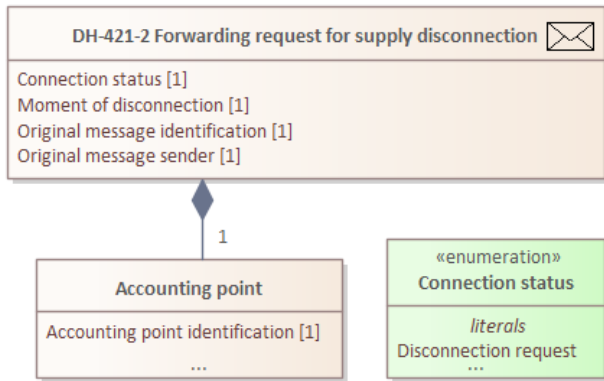 DH-421-2 Forwarding request for supply disconnection
Connection status [1]
Moment of disconnection [1]
Original message identification [1]
Original message sender [1]
1
Accounting point
Accounting point identification [1]
...
«enumeration»
Connection status
literals
Disconnection request
...